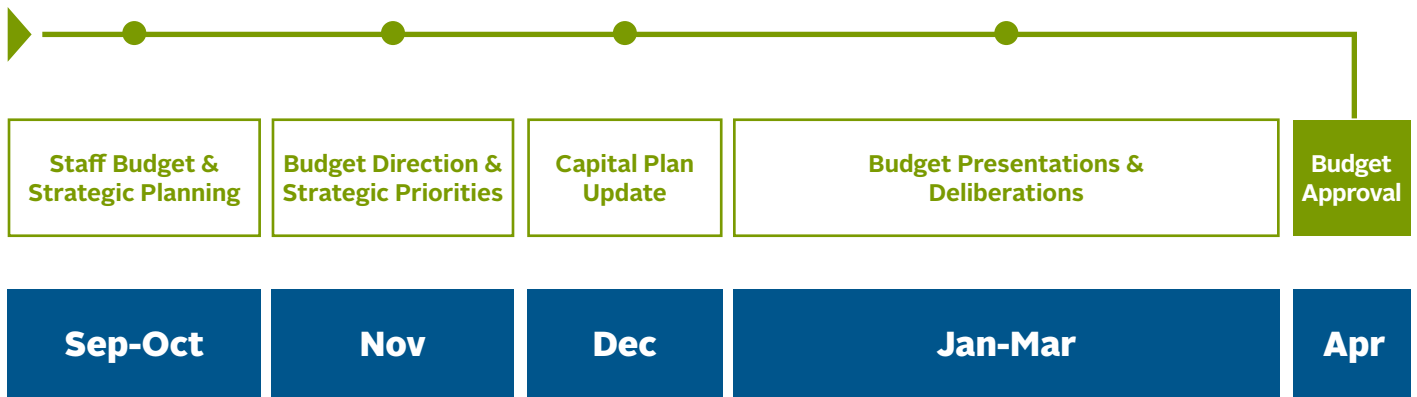 Staff Budget &
Strategic Planning
Budget Direction &
Strategic Priorities
Capital Plan
Update
Budget Presentations &
Deliberations
Budget
Approval
Sep-Oct
Nov
Dec
Jan-Mar
Apr